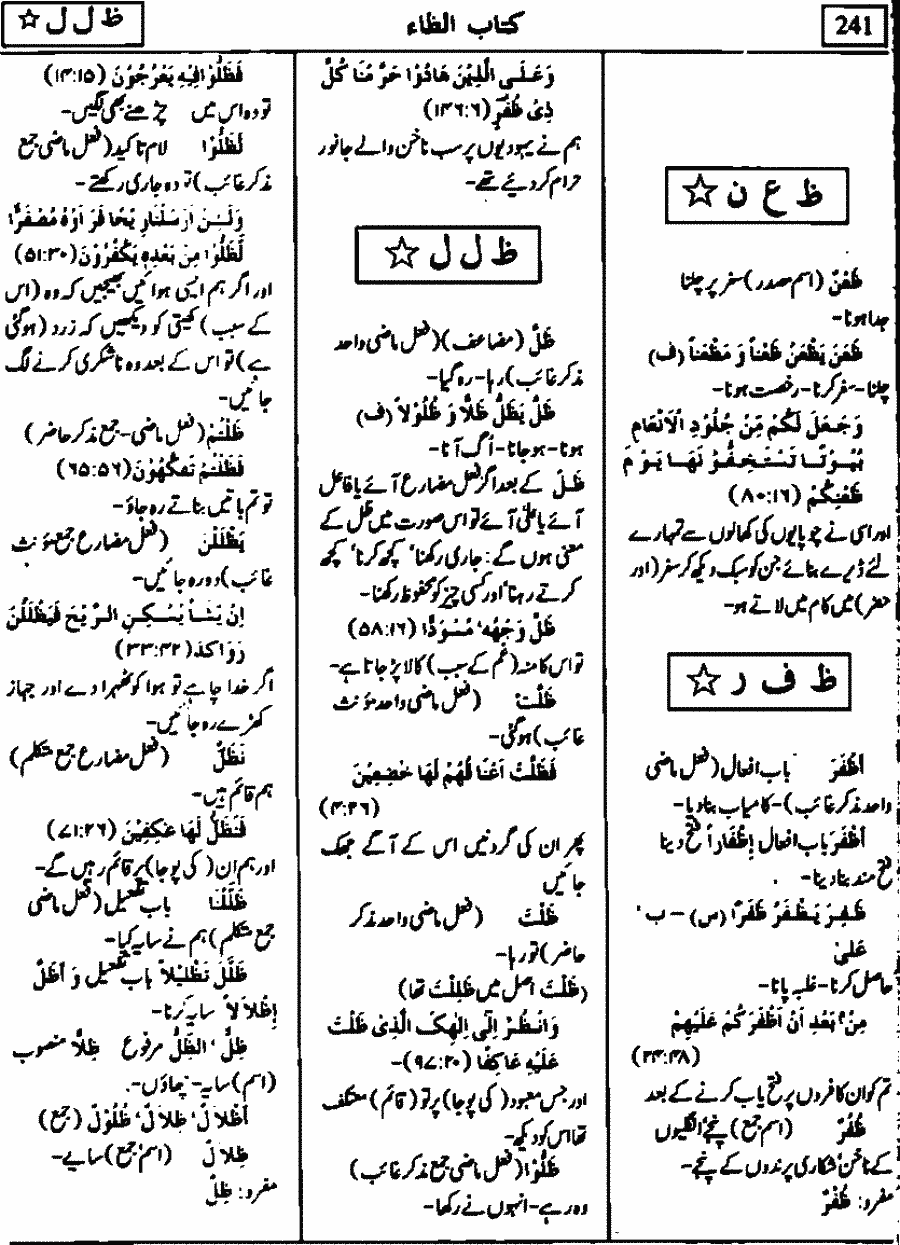 241
کتاب الظاء
ظ ل ل ☆
ظ ع ن ☆
ظَعْنٌ (اسم مصدر) سفر پر چلنا
جدا ہونا-
ظَعَنَ يَظْعَنُ ظَعْناً وَ مَظْعَناً (ف)
چلنا-سفر کرنا-رخصت ہونا-
وَجَعَلَ لَكُمْ مِّنْ جُلُوْدِ الْاَنْعَامِ
بُيُوْتًا تَسْتَخِفُّوْنَهَا يَوْمَ
ظَعْنِكُمْ (۸۰:۱۶)
اور اسی نے چوپایوں کی کھالوں سے تمہارے
لئے ڈیرے بنائے جن کو سبک دیکھ کر سفر (اور
حضر) میں کام میں لاتے ہو-
ظ ف ر ☆
اَظْفَرَ باب افعال (فعل ماضی
واحد مذکر غائب)-کامیاب بنا دیا-
اَظْفَرَ باب افعال اِظْفَاراً فتح دینا
فتح مند بنا دینا-
ظَفِرَ يَظْفَرُ ظَفَرًا (س) - ب '
عَلىٰ
حاصل کرنا-غلبہ پانا-
مِنْۢ بَعْدِ اَنْ اَظْفَرَكُمْ عَلَيْهِمْ
(۲۴:۴۸)
تم کو ان کافروں پر فتح یاب کرنے کے بعد
ظُفُرٌ (اسم جمع) پنجے' انگلیوں
کے ناخن' شکاری پرندوں کے پنجے-
مفرد: ظُفْرٌ
وَعَلَى الَّذِيْنَ هَادُوْا حَرَّمْنَا كُلَّ
ذِىْ ظُفُرٍ (۱۴۶:۶)
ہم نے یہودیوں پر سب ناخن والے جانور
حرام کر دیئے تھے-
ظ ل ل ☆
ظَلَّ (مضاعف) (فعل ماضی واحد
مذکر غائب) رہا-رہ گیا-
ظَلَّ يَظَلُّ ظَلًّا وَ ظُلُوْلاً (ف)
ہونا-ہو جانا-اُگ آنا-
ظَلَّ کے بعد اگر فعل مضارع آئے یا فاعل
آئے یا علیٰ آئے تو اس صورت میں ظل کے
معنی ہوں گے: جاری رکھنا' کچھ کرنا' کچھ
کرتے رہنا' اور کسی چیز کو محفوظ رکھنا-
ظَلَّ وَجْهُهٗ مُسْوَدًّا (۵۸:۱۶)
تو اس کا منہ (غم کے سبب) کالا پڑ جاتا ہے-
ظَلَّتْ (فعل ماضی واحد مؤنث
غائب) ہو گئی-
فَظَلَّتْ اَعْنَاقُهُمْ لَهَا خٰضِعِيْنَ
(۴:۲۶)
پھر ان کی گردنیں اس کے آگے جھک
جائیں
ظَلْتَ (فعل ماضی واحد مذکر
حاضر) تو رہا-
(ظَلْتَ اصل میں ظَلِلْتَ تھا)
وَانْظُرْ اِلٰٓى اِلٰهِكَ الَّذِىْ ظَلْتَ
عَلَيْهِ عَاكِفًا (۹۷:۲۰)-
اور جس معبود (کی پوجا) پر تو (قائم) معتکف
تھا اس کو دیکھ-
ظَلُّوْا (فعل ماضی جمع مذکر غائب)
وہ رہے-انہوں نے رکھا-
فَظَلُّوْا فِيْهِ يَعْرُجُوْنَ (۱۴:۱۵)
تو وہ اس میں چڑھنے بھی لگیں-
لَظَلُّوْا لام تاکید (فعل ماضی جمع
مذکر غائب) تو وہ جاری رکھتے-
وَلَئِنْ اَرْسَلْنَا رِيْحًا فَرَاَوْهُ مُصْفَرًّا
لَّظَلُّوْا مِنْ بَعْدِهٖ يَكْفُرُوْنَ (۵۱:۳۰)
اور اگر ہم ایسی ہوائیں بھیجیں کہ وہ (اس
کے سبب) کھیتی کو دیکھیں کہ زرد (ہو گئی
ہے) تو اس کے بعد وہ ناشکری کرنے لگ
جائیں-
ظَلْتُمْ (فعل ماضی-جمع مذکر حاضر)
فَظَلْتُمْ تَفَكَّهُوْنَ (۶۵:۵۶)
تو تم باتیں بناتے رہ جاؤ-
يَظْلَلْنَ (فعل مضارع جمع مؤنث
غائب) وہ رہ جائیں-
اِنْ يَّشَاْ يُسْكِنِ الرِّيْحَ فَيَظْلَلْنَ
رَوَاكِدَ (۳۳:۴۲)
اگر خدا چاہے تو ہوا کو ٹھہرا دے اور جہاز
کھڑے رہ جائیں-
نَظَلُّ (فعل مضارع جمع متکلم)
ہم قائم ہیں-
فَنَظَلُّ لَهَا عٰكِفِيْنَ (۷۱:۲۶)
اور ہم ان (کی پوجا) پر قائم رہیں گے-
ظَلَّلْنَا باب تفعیل (فعل ماضی
جمع متکلم) ہم نے سایہ کیا-
ظَلَّلَ تَظْلِيْلاً باب تفعیل وَ اَظَلَّ
اِظْلاَلاً سایہ کرنا-
ظِلٌّ' الظِّلُّ مرفوع ظِلًّا منصوب
(اسم) سایہ-چھاؤں-
اَظْلاَلٌ' ظِلاَلٌ' ظُلُوْلٌ (جمع)
ظِلاَلٌ (اسم جمع) سایے-
مفرد: ظِلٌّ